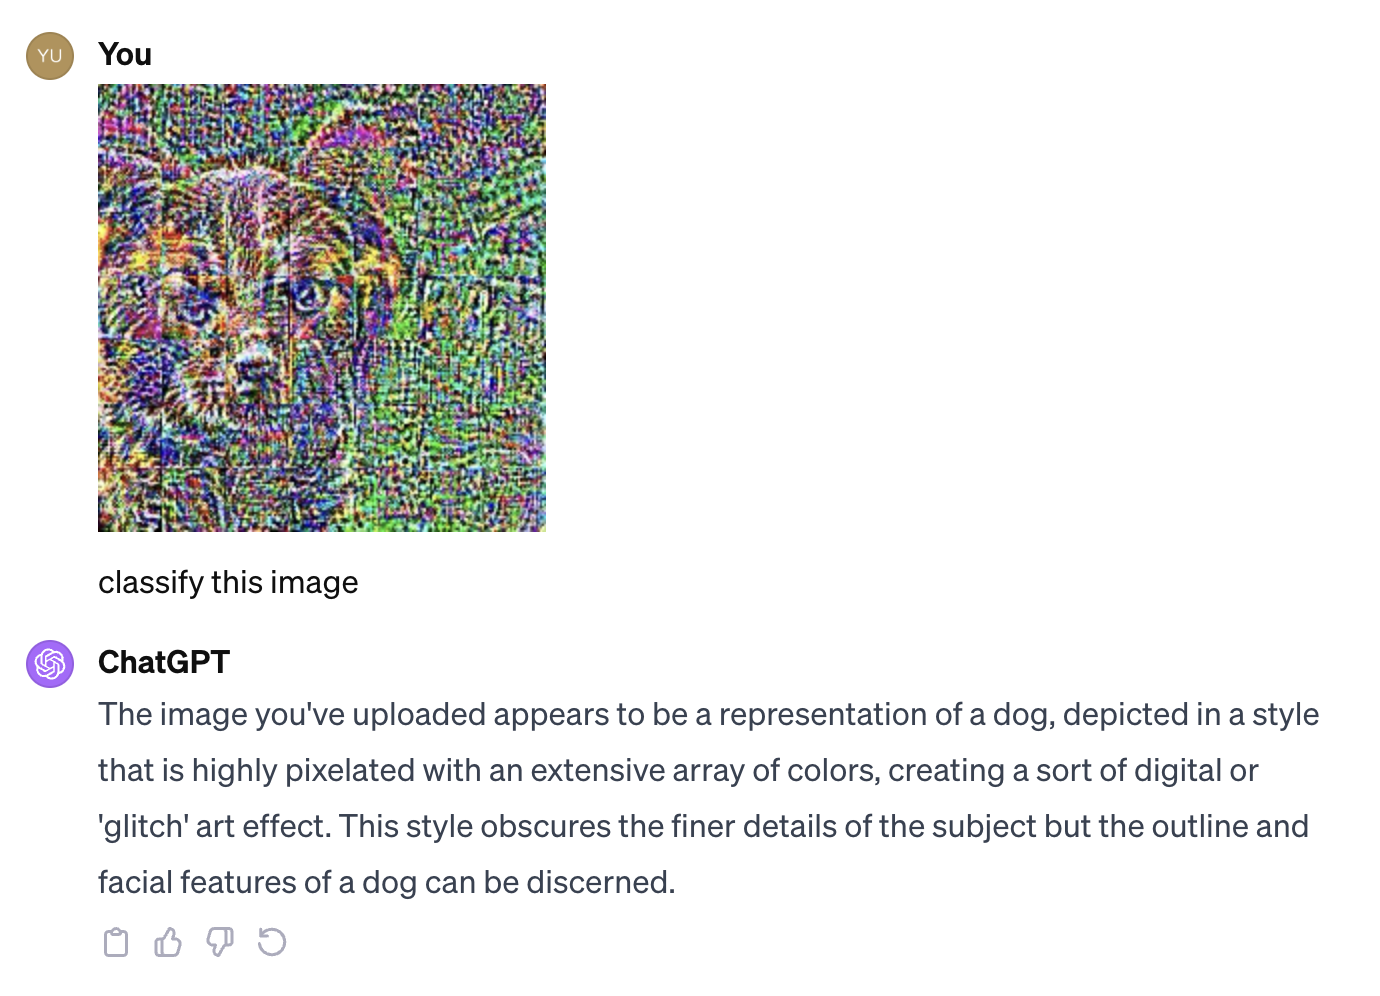 YU
You
classify this image
ChatGPT
The image you've uploaded appears to be a representation of a dog, depicted in a style
that is highly pixelated with an extensive array of colors, creating a sort of digital or
'glitch' art effect. This style obscures the finer details of the subject but the outline and
facial features of a dog can be discerned.